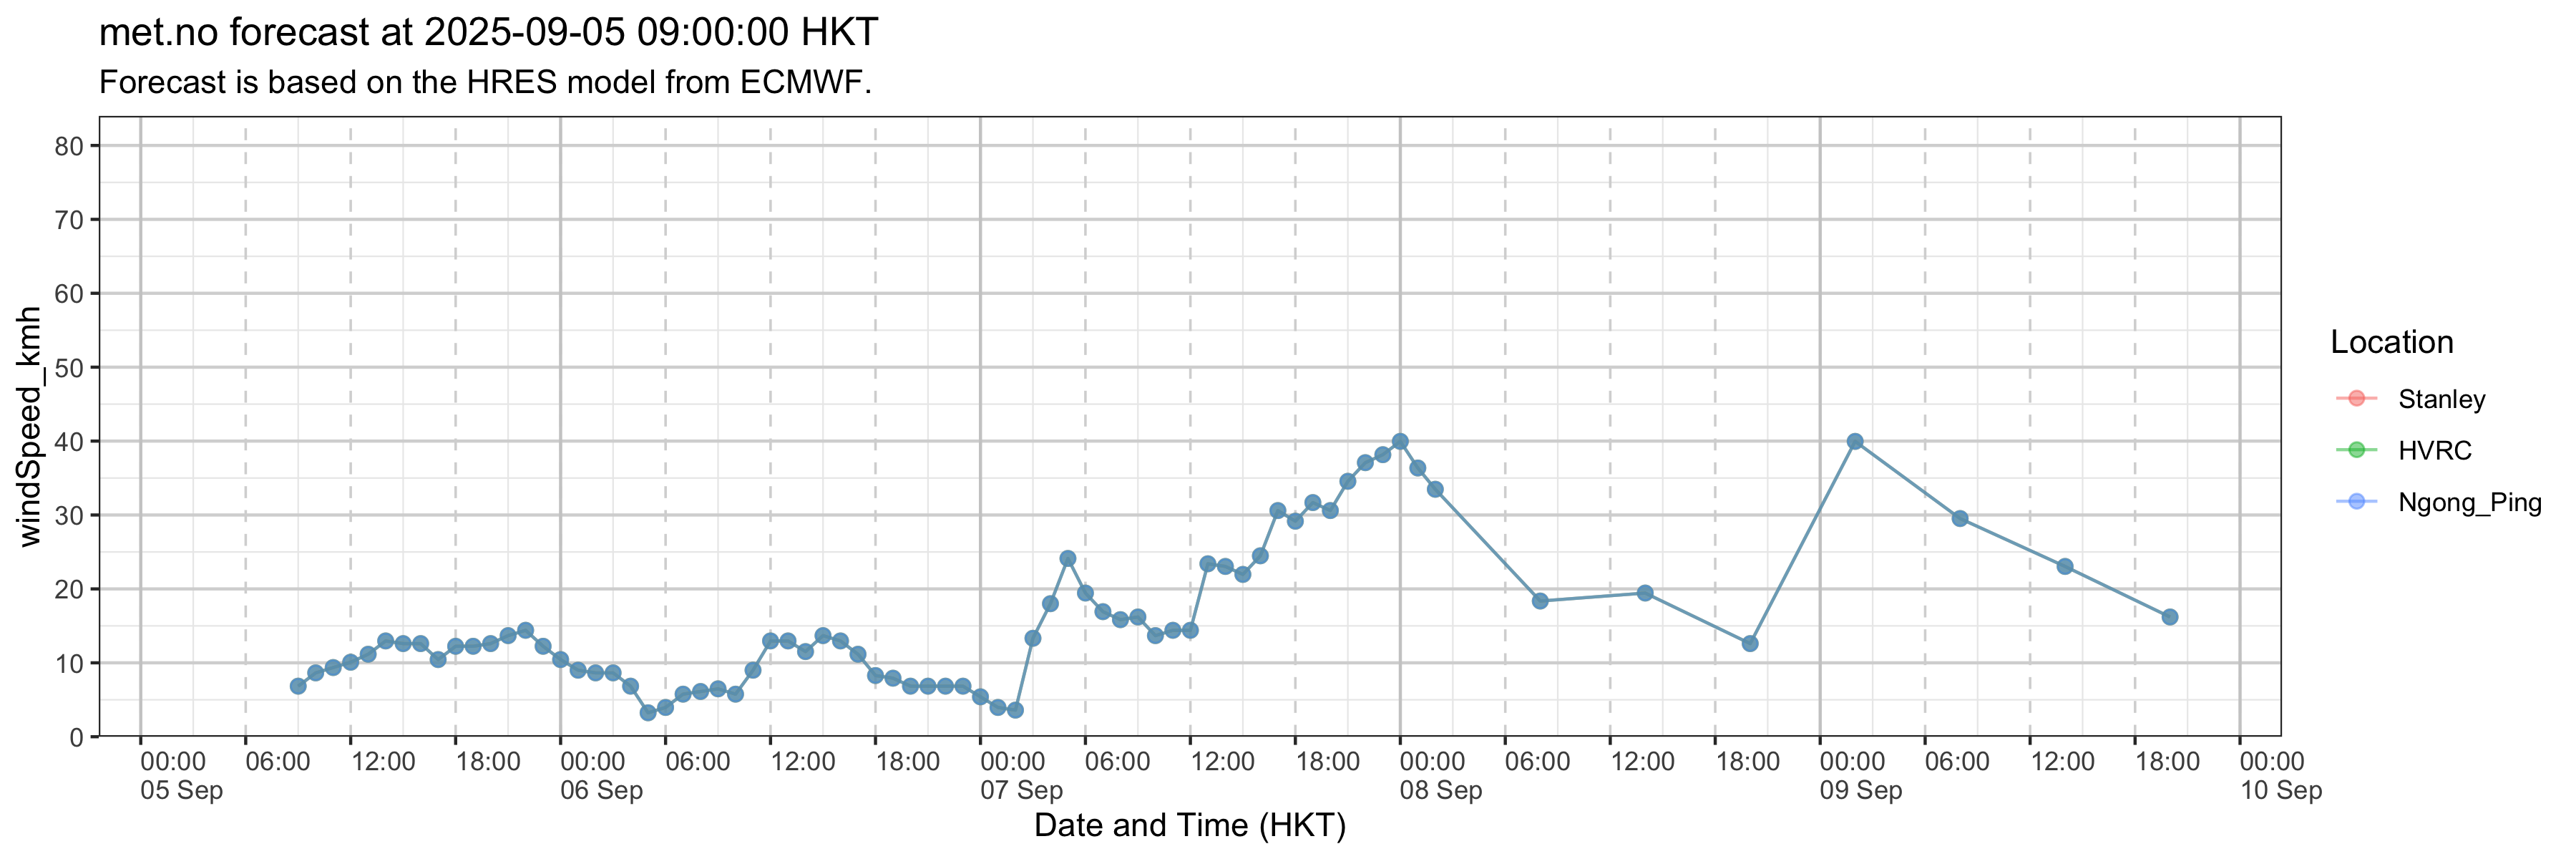 met.no forecast at 2025-09-05 09:00:00 HKT
Forecast is based on the HRES model from ECMWF.
windSpeed_kmh
80
70
60
50
40
30
20
10
0
00:00 06:00 12:00 18:00 00:00 06:00 12:00 18:00 00:00 06:00 12:00 18:00 00:00 06:00 12:00 18:00 00:00 06:00 12:00 18:00 00:00
05 Sep 06 Sep 07 Sep 08 Sep 09 Sep 10 Sep
Date and Time (HKT)
Location
Stanley
HVRC
Ngong_Ping